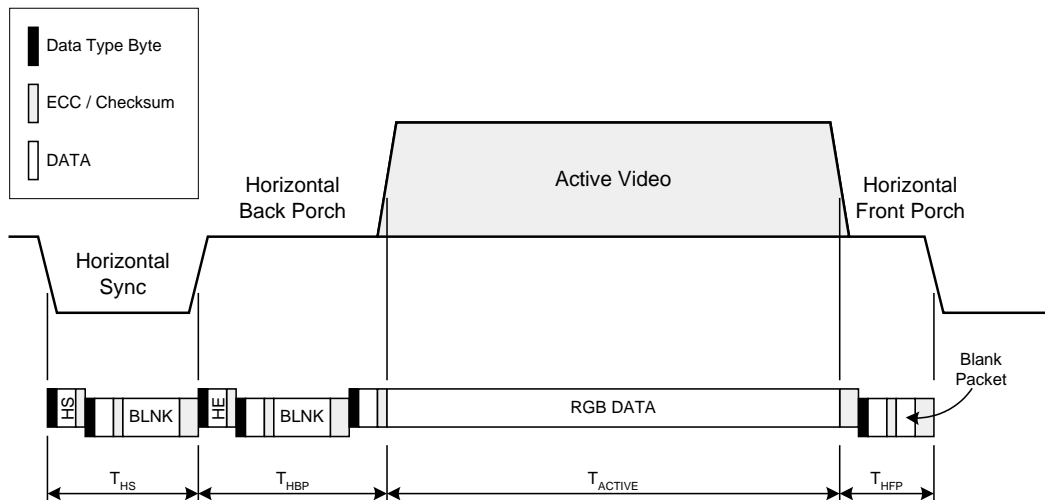 Data Type Byte
ECC / Checksum
DATA
Horizontal
Back Porch
Active Video
Horizontal
Front Porch
Horizontal
Sync
Blank
Packet
HS
BLNK
HE
BLNK
RGB DATA
THS
THBP
TACTIVE
THFP